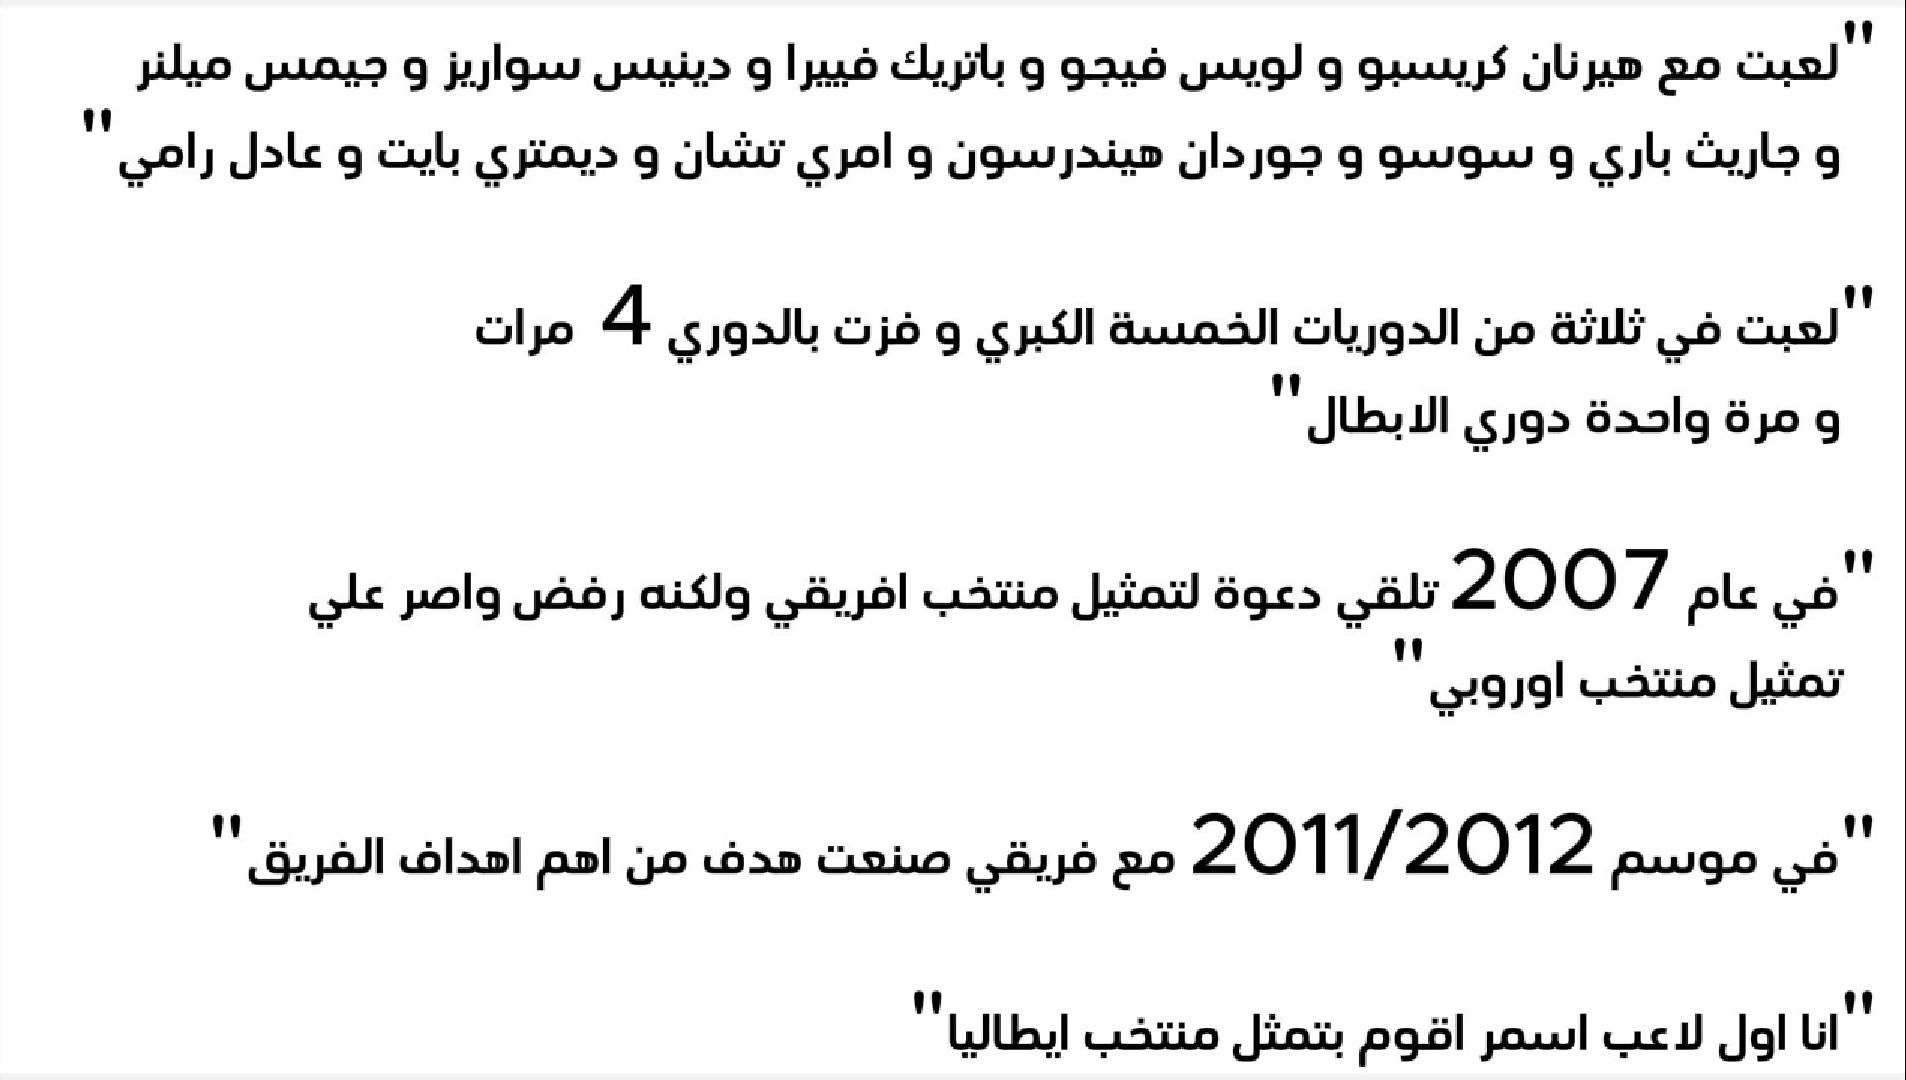 "لعبت مع هيرنان كريسبو و لويس فيجو و باتريك فييرا و دينيس سواريز و جيمس ميلنر
و جاريث باري و سوسو و جوردان هيندرسون و امري تشان و ديمتري بايت و عادل رامي"
"لعبت في ثلاثة من الدوريات الخمسة الكبري و فزت بالدوري 4 مرات
و مرة واحدة دوري الابطال"
"في عام 2007 تلقي دعوة لتمثيل منتخب افريقي ولكنه رفض واصر علي
تمثيل منتخب اوروبي"
"في موسم 2011/2012 مع فريقي صنعت هدف من اهم اهداف الفريق"
"انا اول لاعب اسمر اقوم بتمثل منتخب ايطاليا"